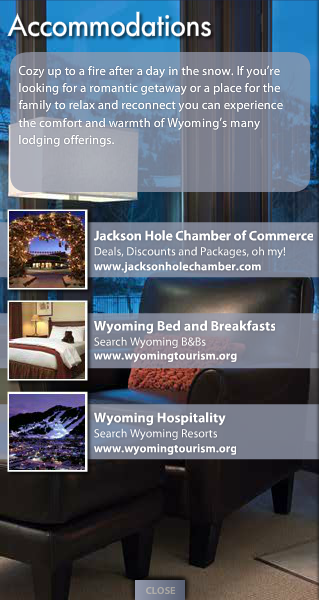 Accommodations
Cozy up to a fire after a day in the snow. If you're
looking for a romantic getaway or a place for the
family to relax and reconnect you can experience
the comfort and warmth of Wyoming's many
lodging offerings.
Jackson Hole Chamber of Commerce
Deals, Discounts and Packages, oh my!
www.jacksonholechamber.com
Wyoming Bed and Breakfasts
Search Wyoming B&Bs
www.wyomingtourism.org
Wyoming Hospitality
Search Wyoming Resorts
www.wyomingtourism.org
CLOSE